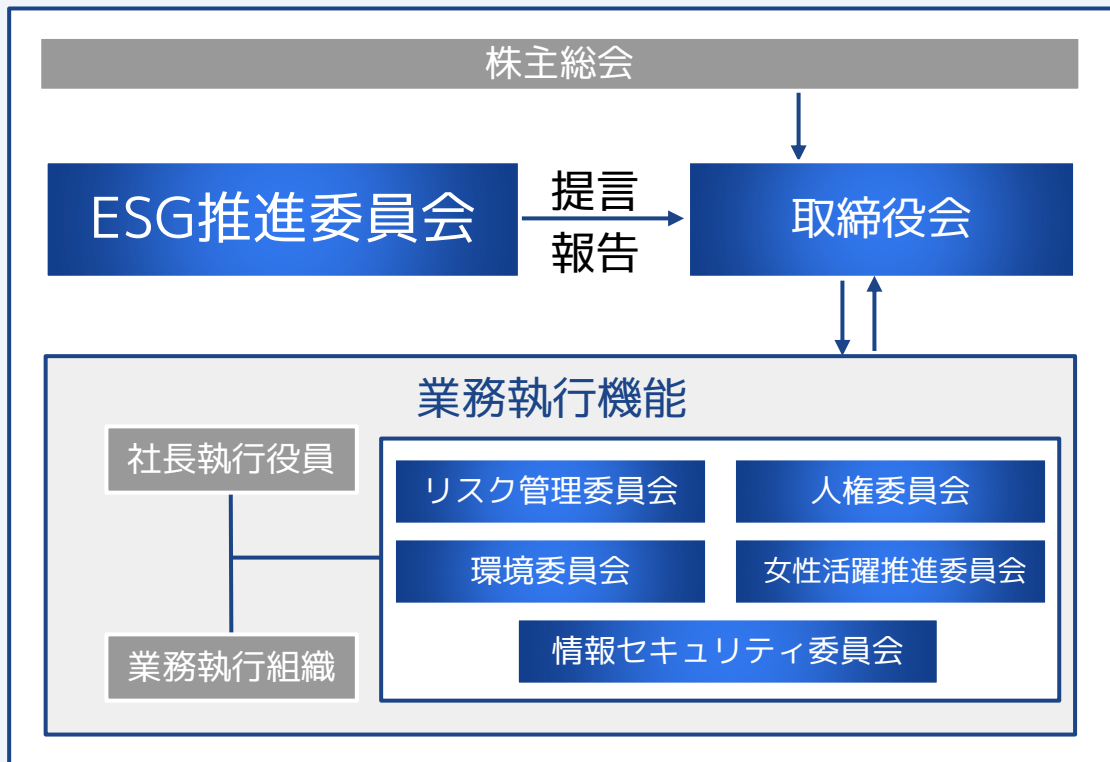 株主総会
ESG推進委員会
提言
報告
取締役会
業務執行機能
社長執行役員
業務執行組織
リスク管理委員会
人権委員会
環境委員会
女性活躍推進委員会
情報セキュリティ委員会